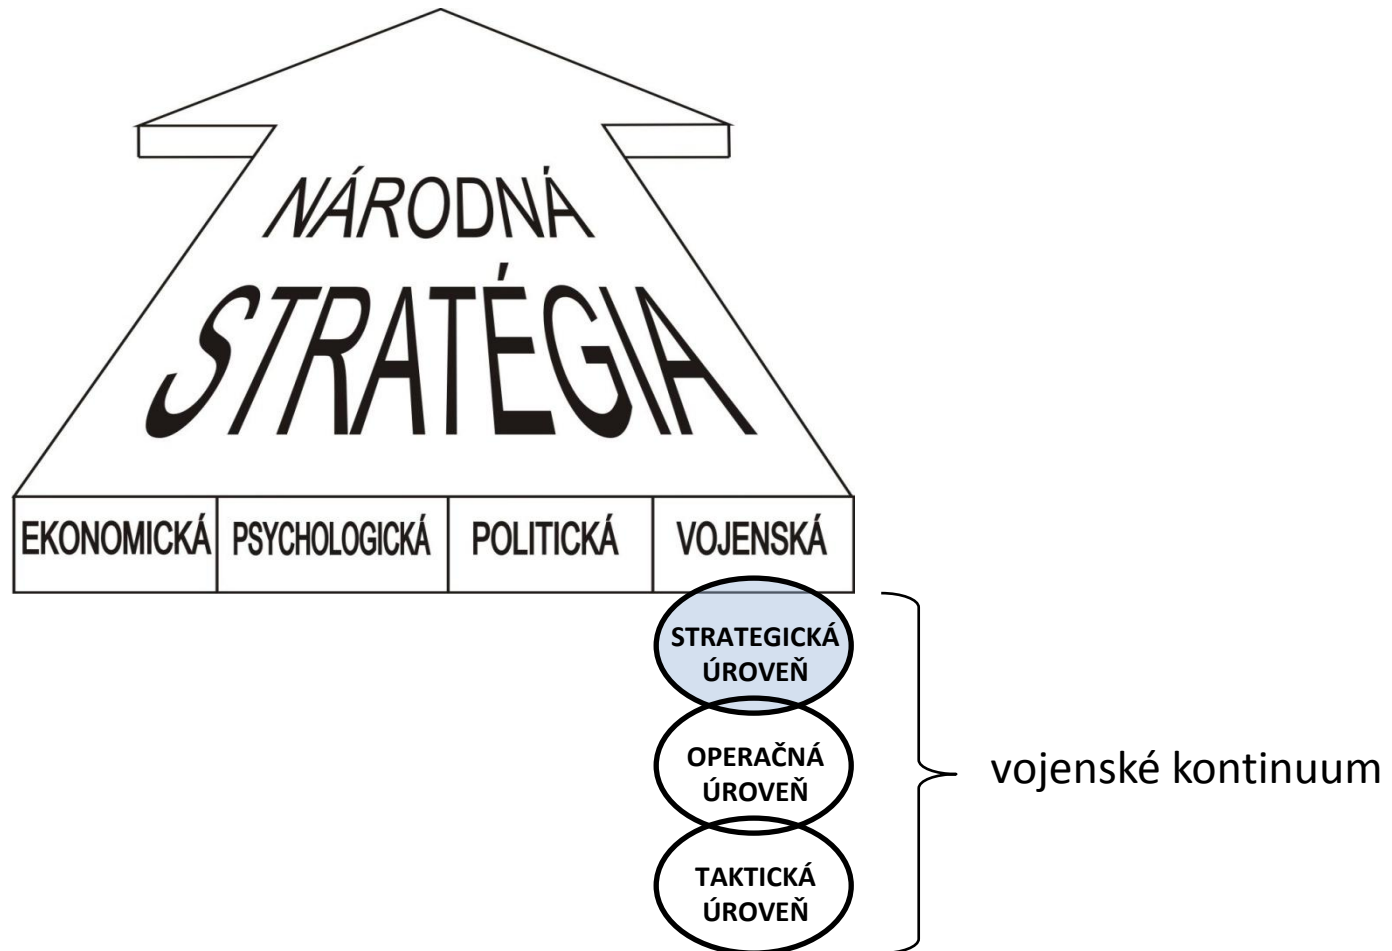 NÁRODNÁ
STRATÉGIA
EKONOMICKÁ PSYCHOLOGICKÁ POLITICKÁ VOJENSKÁ
STRATEGICKÁ
ÚROVEŇ
OPERAČNÁ
ÚROVEŇ
vojenské kontinuum
TAKTICKÁ
ÚROVEŇ